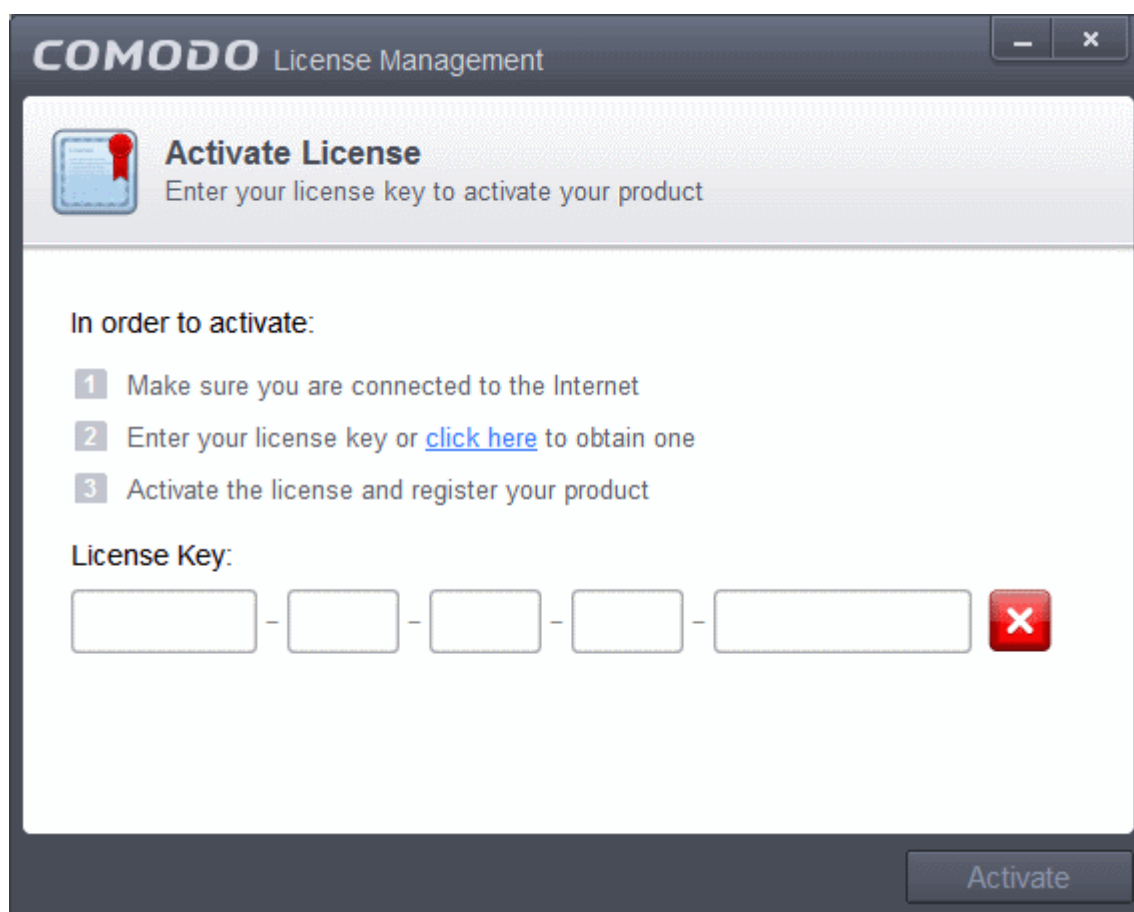 COMODO License Management
Activate License
Enter your license key to activate your product
In order to activate:
1 Make sure you are connected to the Internet
2 Enter your license key or click here to obtain one
3 Activate the license and register your product
License Key:
- - - -
Activate